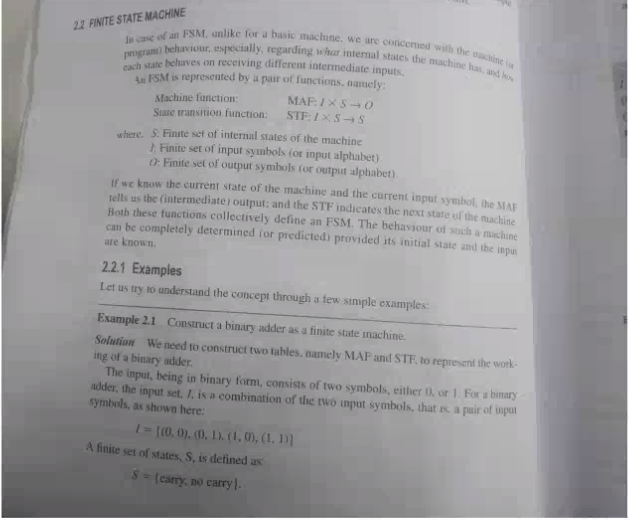 2.2 FINITE STATE MACHINE
In case of an FSM, unlike for a basic machine, we are concerned with the machine (or
program) behaviour, especially, regarding what internal states the machine has, and how
each state behaves on receiving different intermediate inputs.
An FSM is represented by a pair of functions, namely:
Machine function: MAF: I × S → O
State transition function: STF: I × S → S
where, S: Finite set of internal states of the machine
I: Finite set of input symbols (or input alphabet)
O: Finite set of output symbols (or output alphabet)
If we know the current state of the machine and the current input symbol, the MAF
tells us the (intermediate) output; and the STF indicates the next state of the machine.
Both these functions collectively define an FSM. The behaviour of such a machine
can be completely determined (or predicted) provided its initial state and the input
are known.
2.2.1 Examples
Let us try to understand the concept through a few simple examples:
Example 2.1 Construct a binary adder as a finite state machine.
Solution We need to construct two tables, namely MAF and STF, to represent the work-
ing of a binary adder.
The input, being in binary form, consists of two symbols, either 0, or 1. For a binary
adder, the input set, I, is a combination of the two input symbols, that is, a pair of input
symbols, as shown here:
I = {(0, 0), (0, 1), (1, 0), (1, 1)}
A finite set of states, S, is defined as:
S = {carry, no carry}.